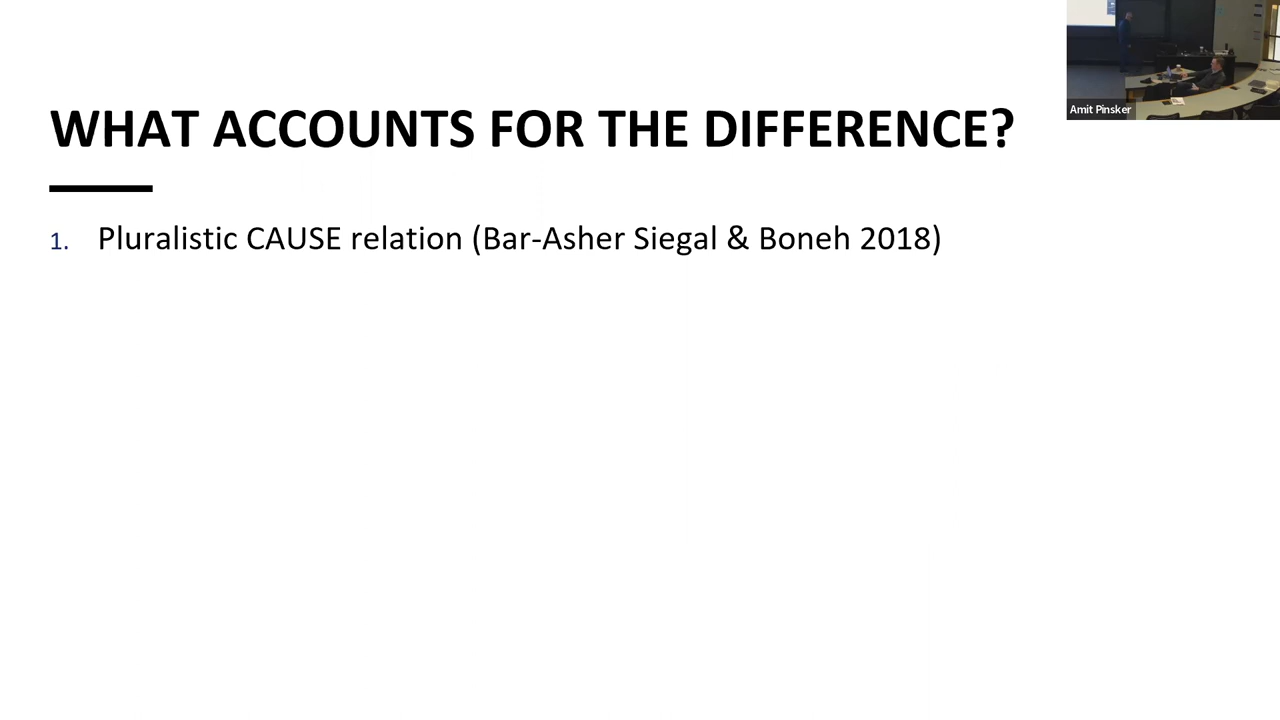 Amit Pinsker
WHAT ACCOUNTS FOR THE DIFFERENCE?
1. Pluralistic CAUSE relation (Bar-Asher Siegal & Boneh 2018)